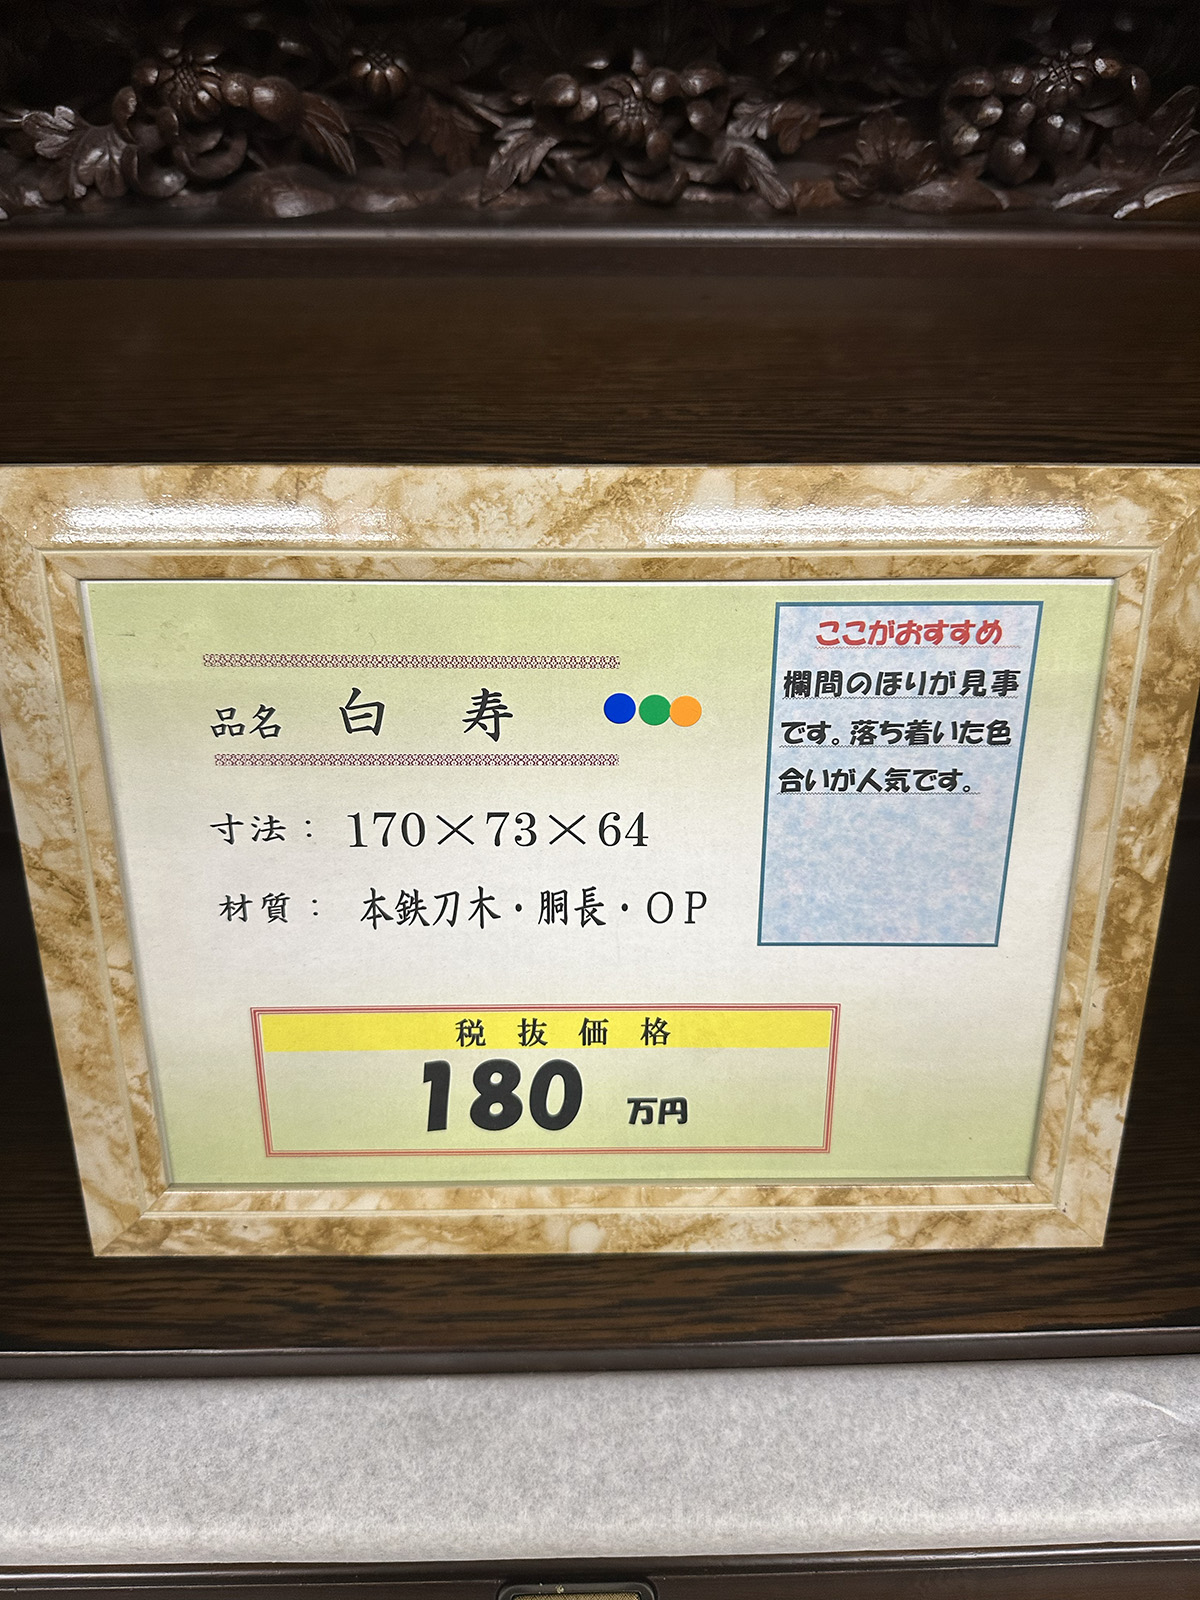 品名 白 寿
寸法： 170×73×64
材質： 本鉄刀木・胴長・OP
ここがおすすめ
欄間のほりが見事
です。落ち着いた色
合いが人気です。
税抜価格
180 万円